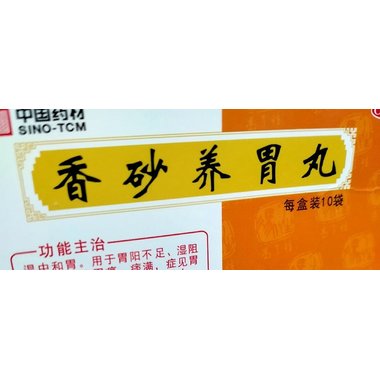 中国药材
SINO-TCM
香砂养胃丸
每盒装10袋
功能主治
温中和胃。用于胃阳不足,湿阻
痞满,症见胃